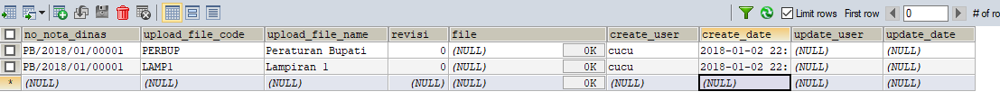 Limit rows First row 0 # of ro
no_nota_dinas upload_file_code upload_file_name revisi file create_user create_date update_user update_date
PB/2018/01/00001 PERBUP Peraturan Bupati 0 (NULL) 0K cucu 2018-01-02 22: (NULL) (NULL)
PB/2018/01/00001 LAMP1 Lampiran 1 0 (NULL) 0K cucu 2018-01-02 22: (NULL) (NULL)
* (NULL) (NULL) (NULL) (NULL) (NULL) 0K (NULL) (NULL) (NULL) (NULL)